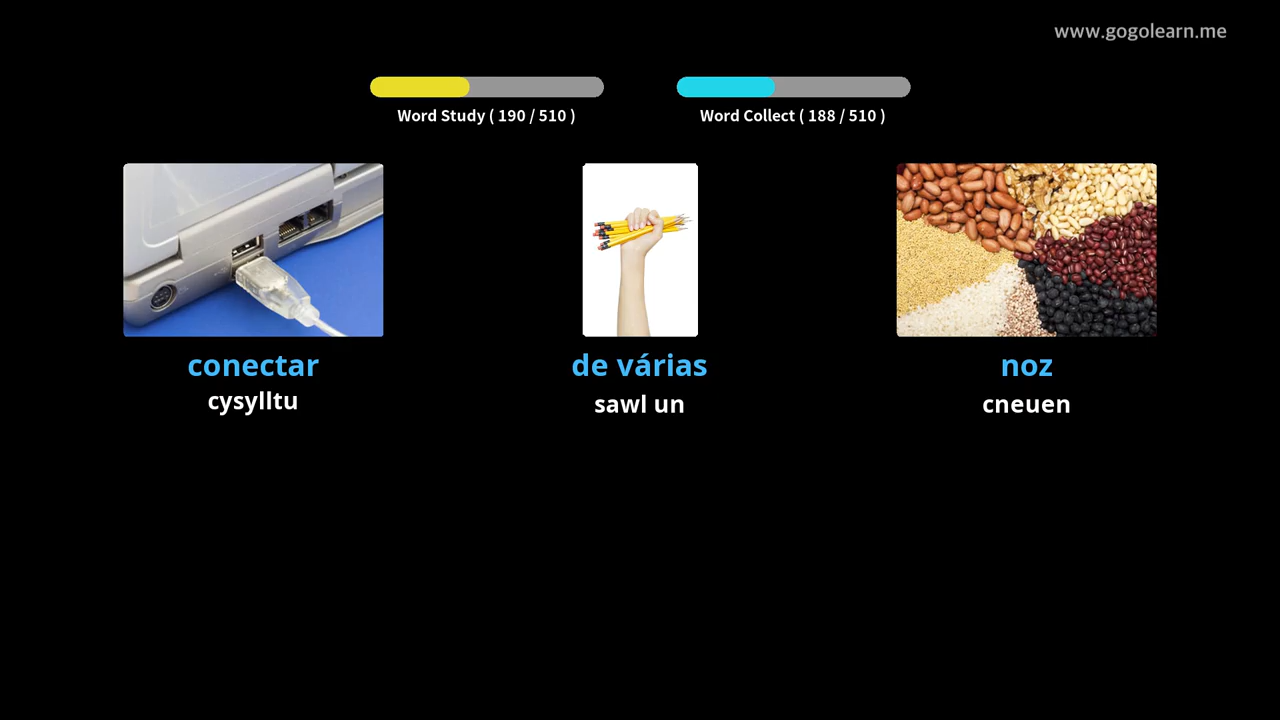 www.gogolearn.me
Word Study ( 190 / 510 )
Word Collect ( 188 / 510 )
conectar
cysylltu
de várias
sawl un
noz
cneuen